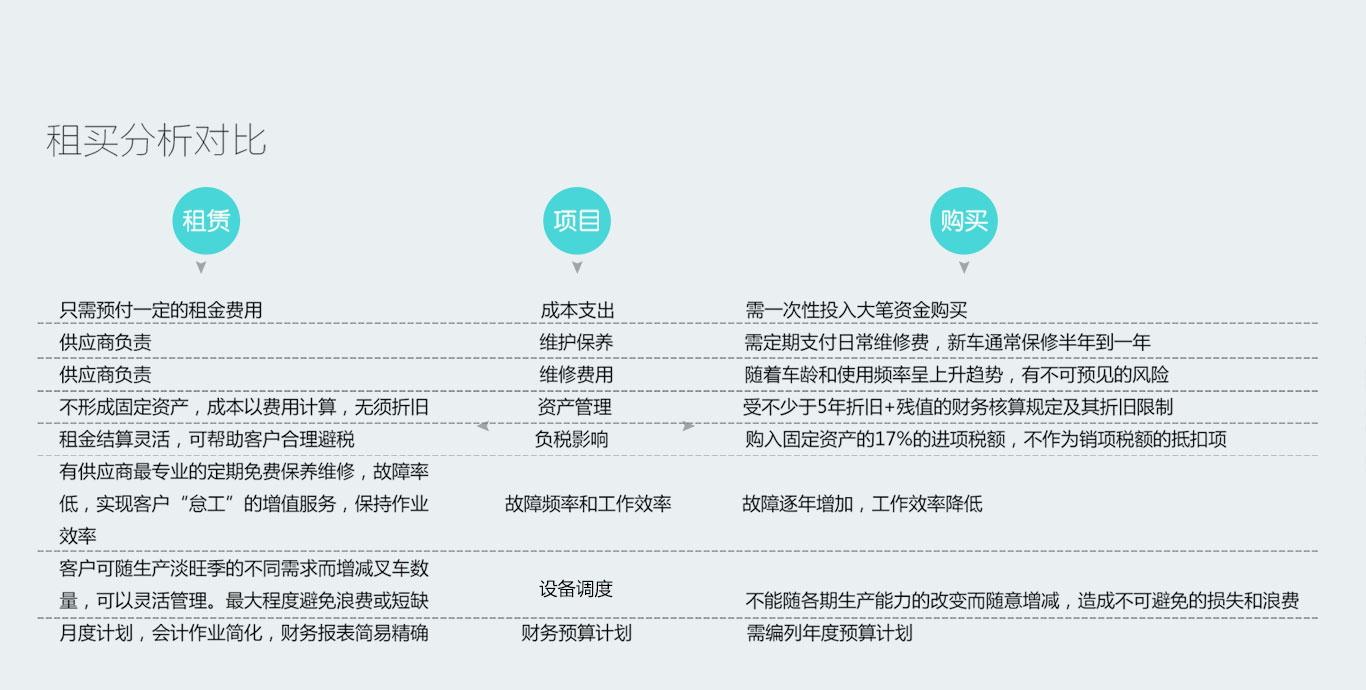 租买分析对比
租赁 项目 购买
只需预付一定的租金费用 成本支出 需一次性投入大笔资金购买
供应商负责 维护保养 需定期支付日常维修费，新车通常保修半年到一年
供应商负责 维修费用 随着车龄和使用频率呈上升趋势，有不可预见的风险
不形成固定资产，成本以费用计算，无须折旧 资产管理 受不少于5年折旧+残值的财务核算规定及其折旧限制
租金结算灵活，可帮助客户合理避税 负税影响 购入固定资产的17%的进项税额，不作为销项税额的抵扣项
有供应商最专业的定期免费保养维修，故障率
低，实现客户“怠工”的增值服务，保持作业 故障频率和工作效率 故障逐年增加，工作效率降低
效率
客户可随生产淡旺季的不同需求而增减叉车数
设备调度
量，可以灵活管理。最大程度避免浪费或短缺 不能随各期生产能力的改变而随意增减，造成不可避免的损失和浪费
月度计划，会计作业简化，财务报表简易精确 财务预算计划 需编列年度预算计划